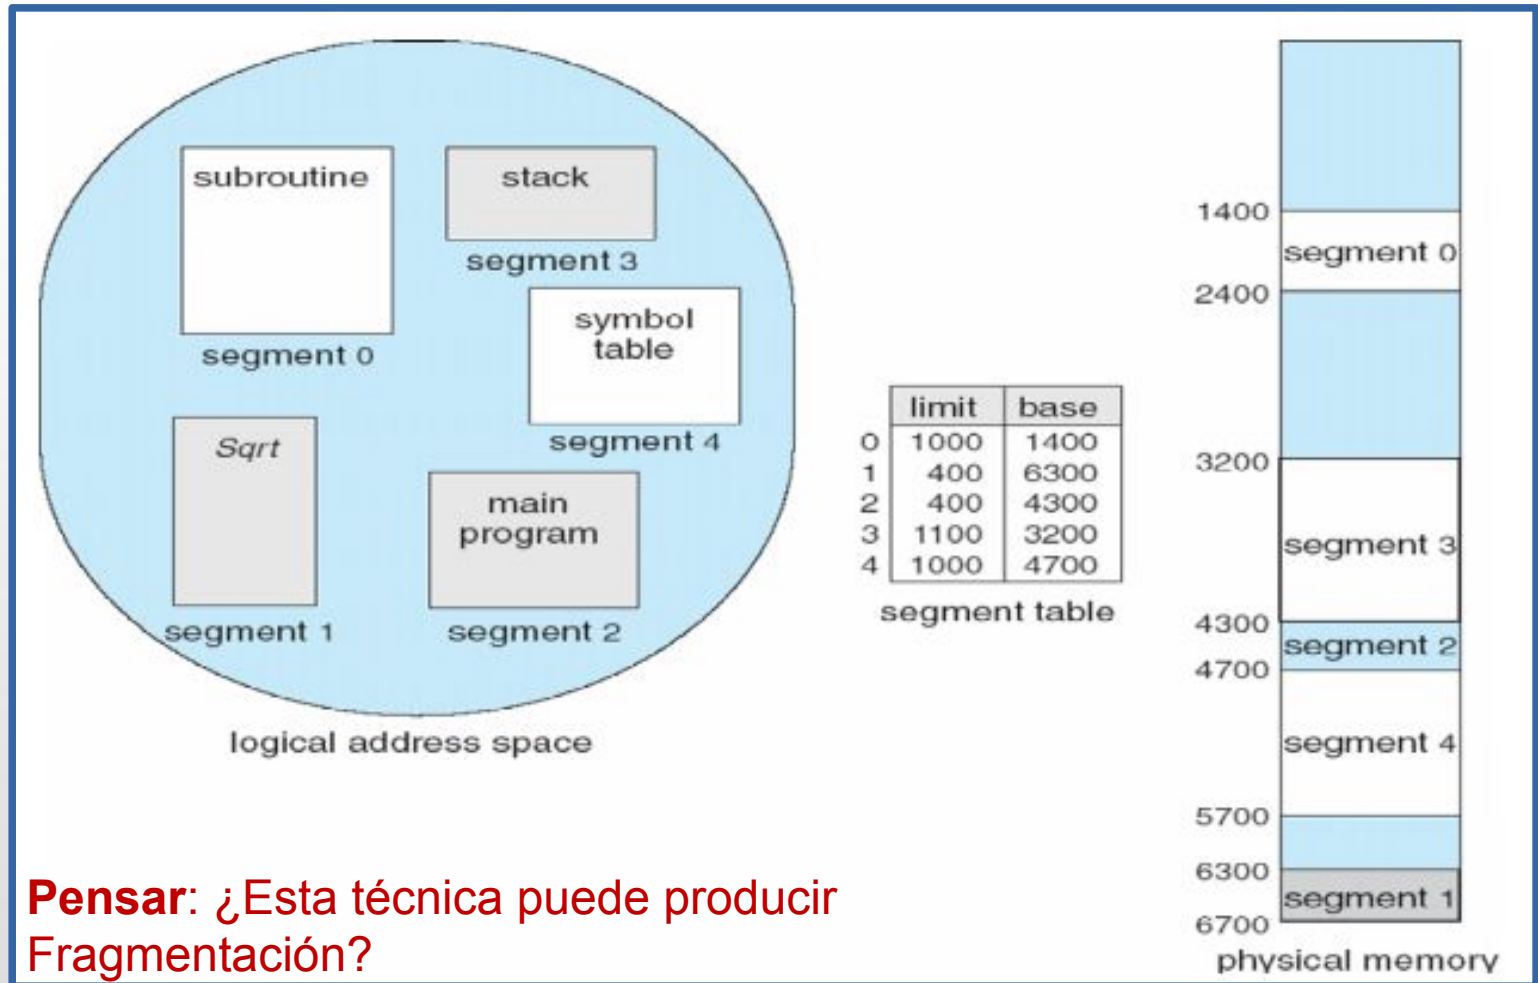 subroutine
segment 0
stack
segment 3
symbol
table
segment 4
Sqrt
segment 1
main
program
segment 2
logical address space
limit base
0 1000 1400
1 400 6300
2 400 4300
3 1100 3200
4 1000 4700
segment table
1400
segment 0
2400
3200
segment 3
4300
segment 2
4700
segment 4
5700
6300
segment 1
6700
physical memory
Pensar: ¿Esta técnica puede producir
Fragmentación?